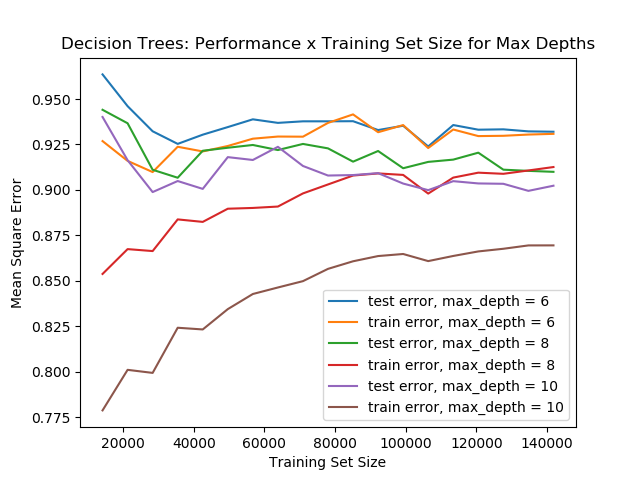 Decision Trees: Performance x Training Set Size for Max Depths
Mean Square Error
0.950
0.925
0.900
0.875
0.850
0.825
0.800
0.775
test error, max_depth = 6
train error, max_depth = 6
test error, max_depth = 8
train error, max_depth = 8
test error, max_depth = 10
train error, max_depth = 10
20000 40000 60000 80000 100000 120000 140000
Training Set Size